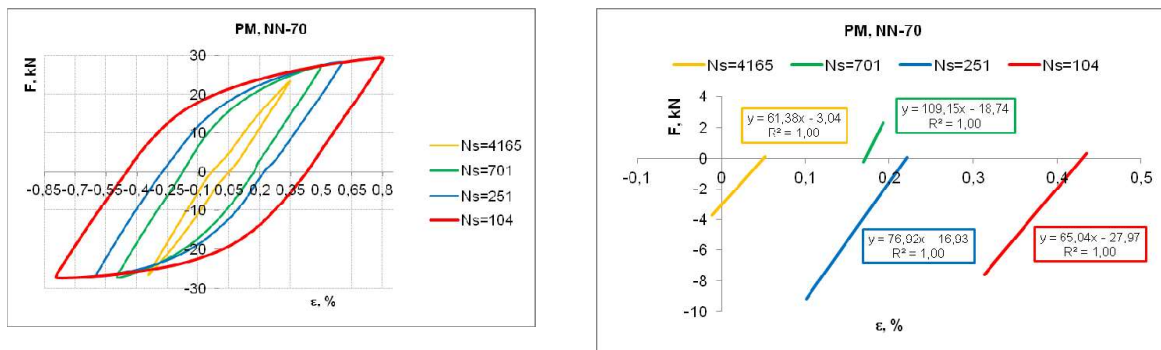 PM, NN-70
F, kN
30
20
10
0
-10
-20
-30
-0,85-0,7-0,55-0,4-0,25-0,1 0,05 0,2 0,35 0,5 0,65 0,8
ε, %
Ns=4165
Ns=701
Ns=251
Ns=104
PM, NN-70
Ns=4165 Ns=701 Ns=251 Ns=104
F, kN
4
2
0
-2
-4
-6
-8
-10
-0,1 0 0,1 0,2 0,3 0,4 0,5
y = 61,38x - 3,04
R² = 1,00
y = 109,15x - 18,74
R² = 1,00
y = 76,92x - 16,93
R² = 1,00
y = 65,04x - 27,97
R² = 1,00
ε, %